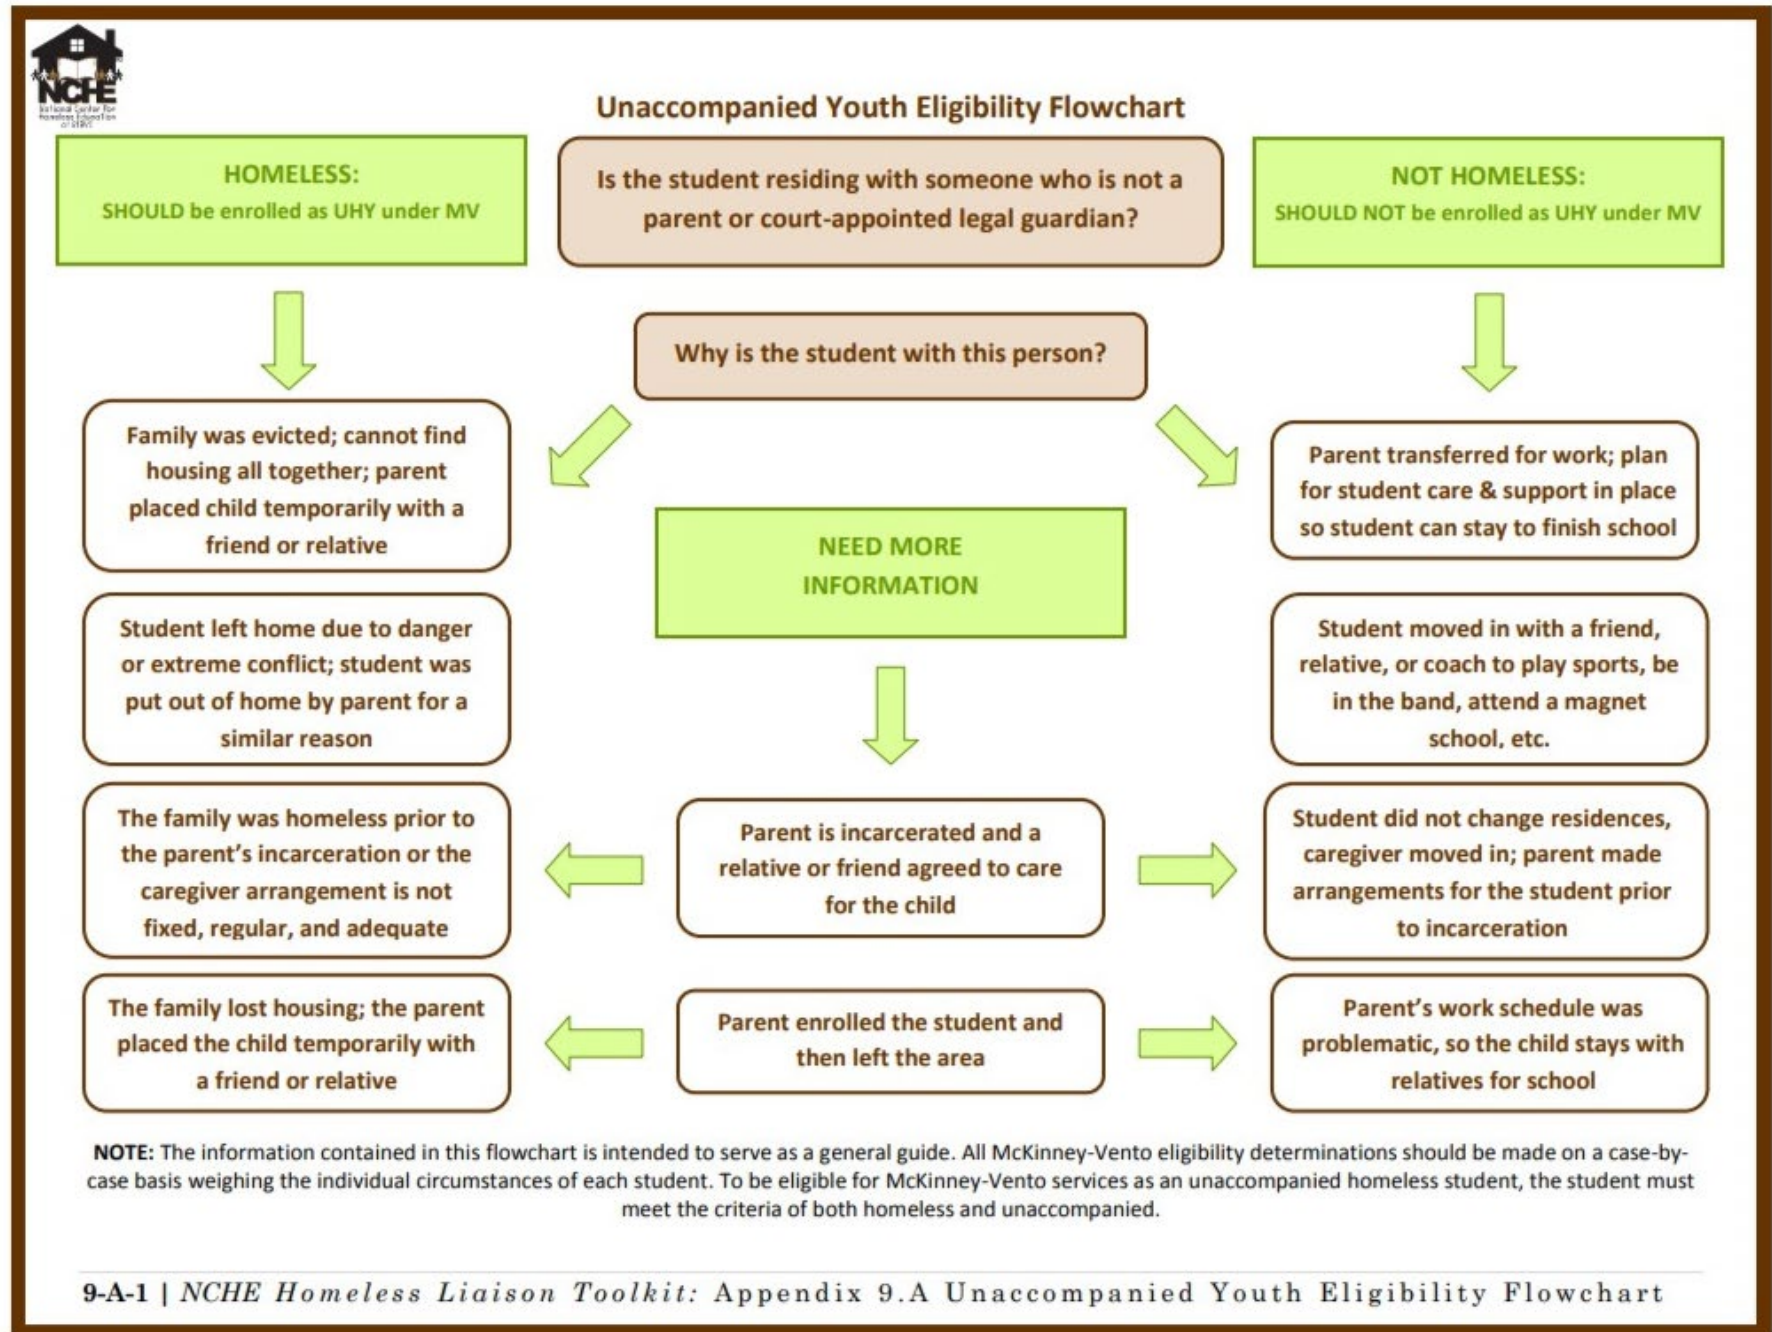 NCHE
National Center for
Homeless Education
Unaccompanied Youth Eligibility Flowchart
HOMELESS:
SHOULD be enrolled as UHY under MV
Is the student residing with someone who is not a
parent or court-appointed legal guardian?
NOT HOMELESS:
SHOULD NOT be enrolled as UHY under MV
Why is the student with this person?
Family was evicted; cannot find
housing all together; parent
placed child temporarily with a
friend or relative
Parent transferred for work; plan
for student care & support in place
so student can stay to finish school
NEED MORE
INFORMATION
Student left home due to danger
or extreme conflict; student was
put out of home by parent for a
similar reason
Student moved in with a friend,
relative, or coach to play sports, be
in the band, attend a magnet
school, etc.
The family was homeless prior to
the parent's incarceration or the
caregiver arrangement is not
fixed, regular, and adequate
Parent is incarcerated and a
relative or friend agreed to care
for the child
Student did not change residences,
caregiver moved in; parent made
arrangements for the student prior
to incarceration
The family lost housing; the parent
placed the child temporarily with
a friend or relative
Parent enrolled the student and
then left the area
Parent's work schedule was
problematic, so the child stays with
relatives for school
NOTE: The information contained in this flowchart is intended to serve as a general guide. All McKinney-Vento eligibility determinations should be made on a case-by-
case basis weighing the individual circumstances of each student. To be eligible for McKinney-Vento services as an unaccompanied homeless student, the student must
meet the criteria of both homeless and unaccompanied.
9-A-1 | NCHE Homeless Liaison Toolkit: Appendix 9.A Unaccompanied Youth Eligibility Flowchart